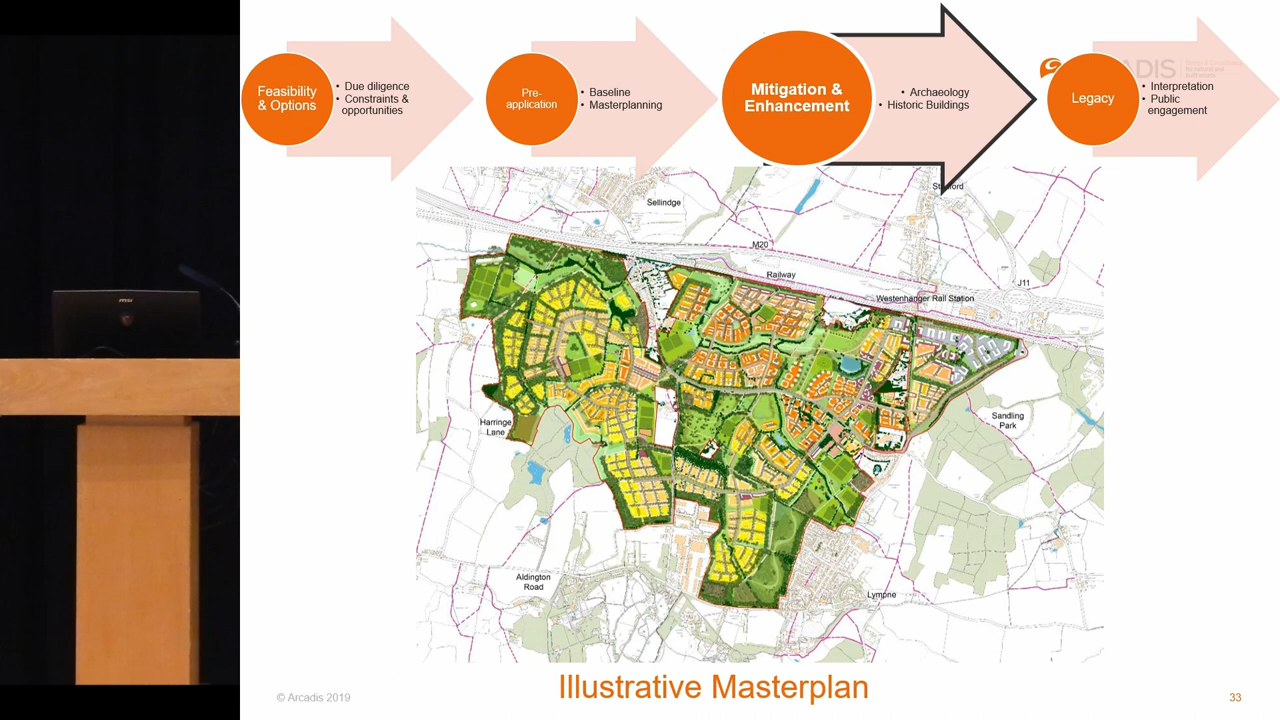 Feasibility
& Options
• Due diligence
• Constraints &
opportunities
Pre-
application
• Baseline
• Masterplanning
Mitigation &
Enhancement
• Archaeology
• Historic Buildings
ADIS
Legacy
• Interpretation
• Public
engagement
Sellindge
M20
Railway
J11
Westenhanger Rail Station
Harringe
Lane
Sandling
Park
Aldington
Road
Lympne
Illustrative Masterplan
© Arcadis 2019
33
msi